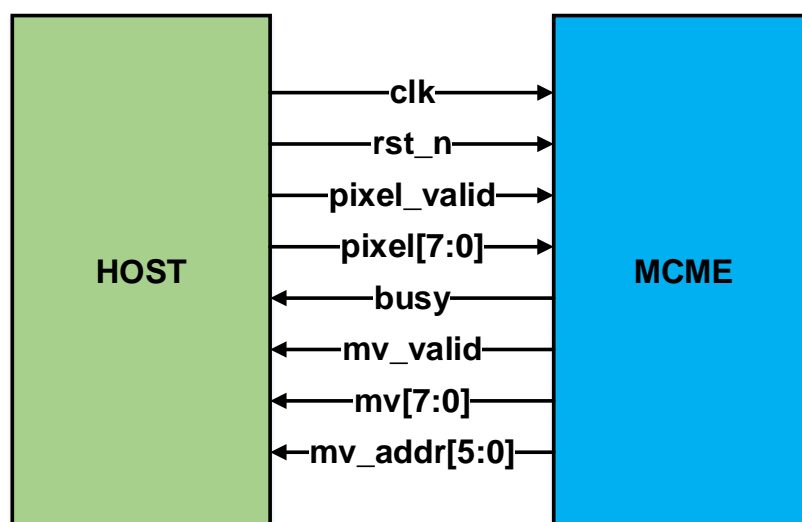 clk
rst_n
pixel_valid
pixel[7:0]
HOST
MCME
busy
mv_valid
mv[7:0]
mv_addr[5:0]